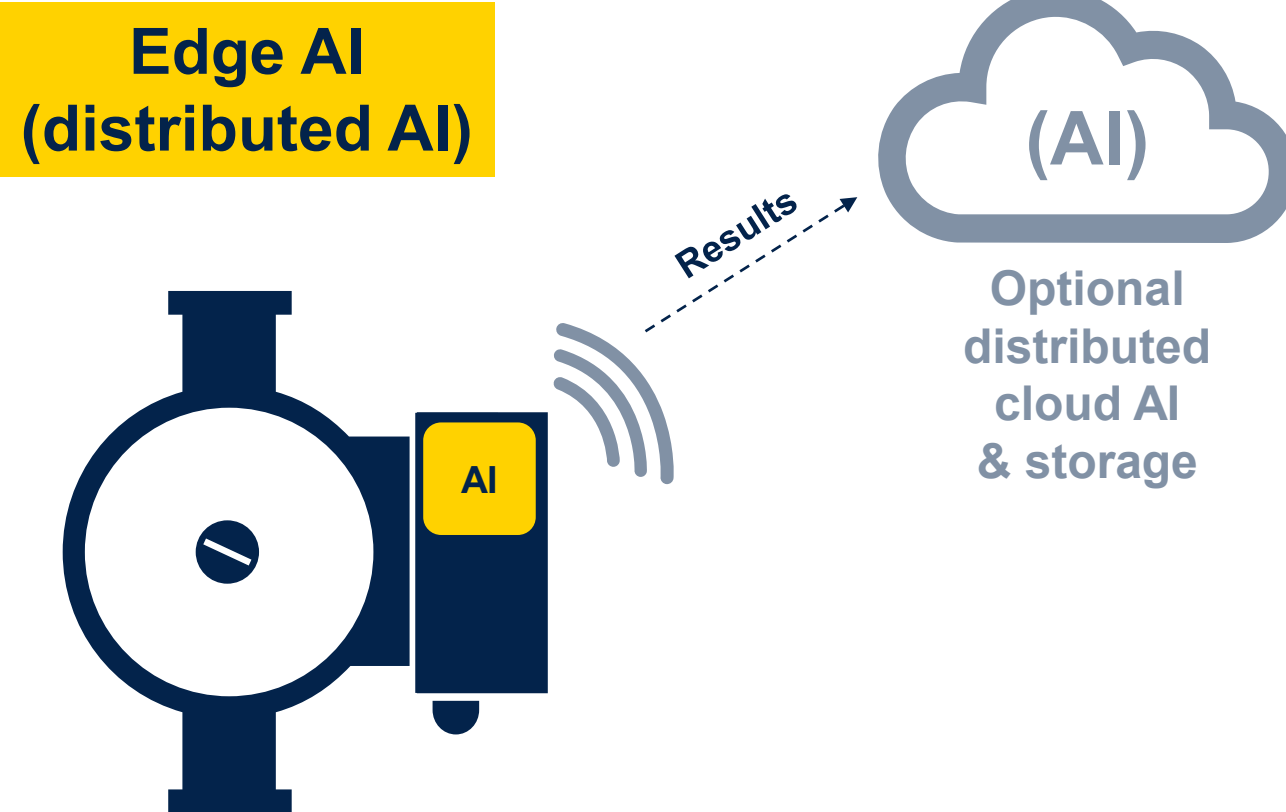 Edge AI
(distributed AI)
(AI)
Results
Optional
distributed
cloud AI
& storage
AI